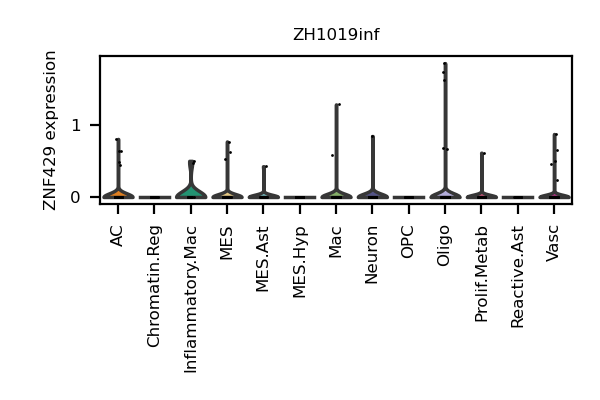 ZH1019inf
ZNF429 expression
1
0
AC
Chromatin.Reg
Inflammatory.Mac
MES
MES.Ast
MES.Hyp
Mac
Neuron
OPC
Oligo
Prolif.Metab
Reactive.Ast
Vasc